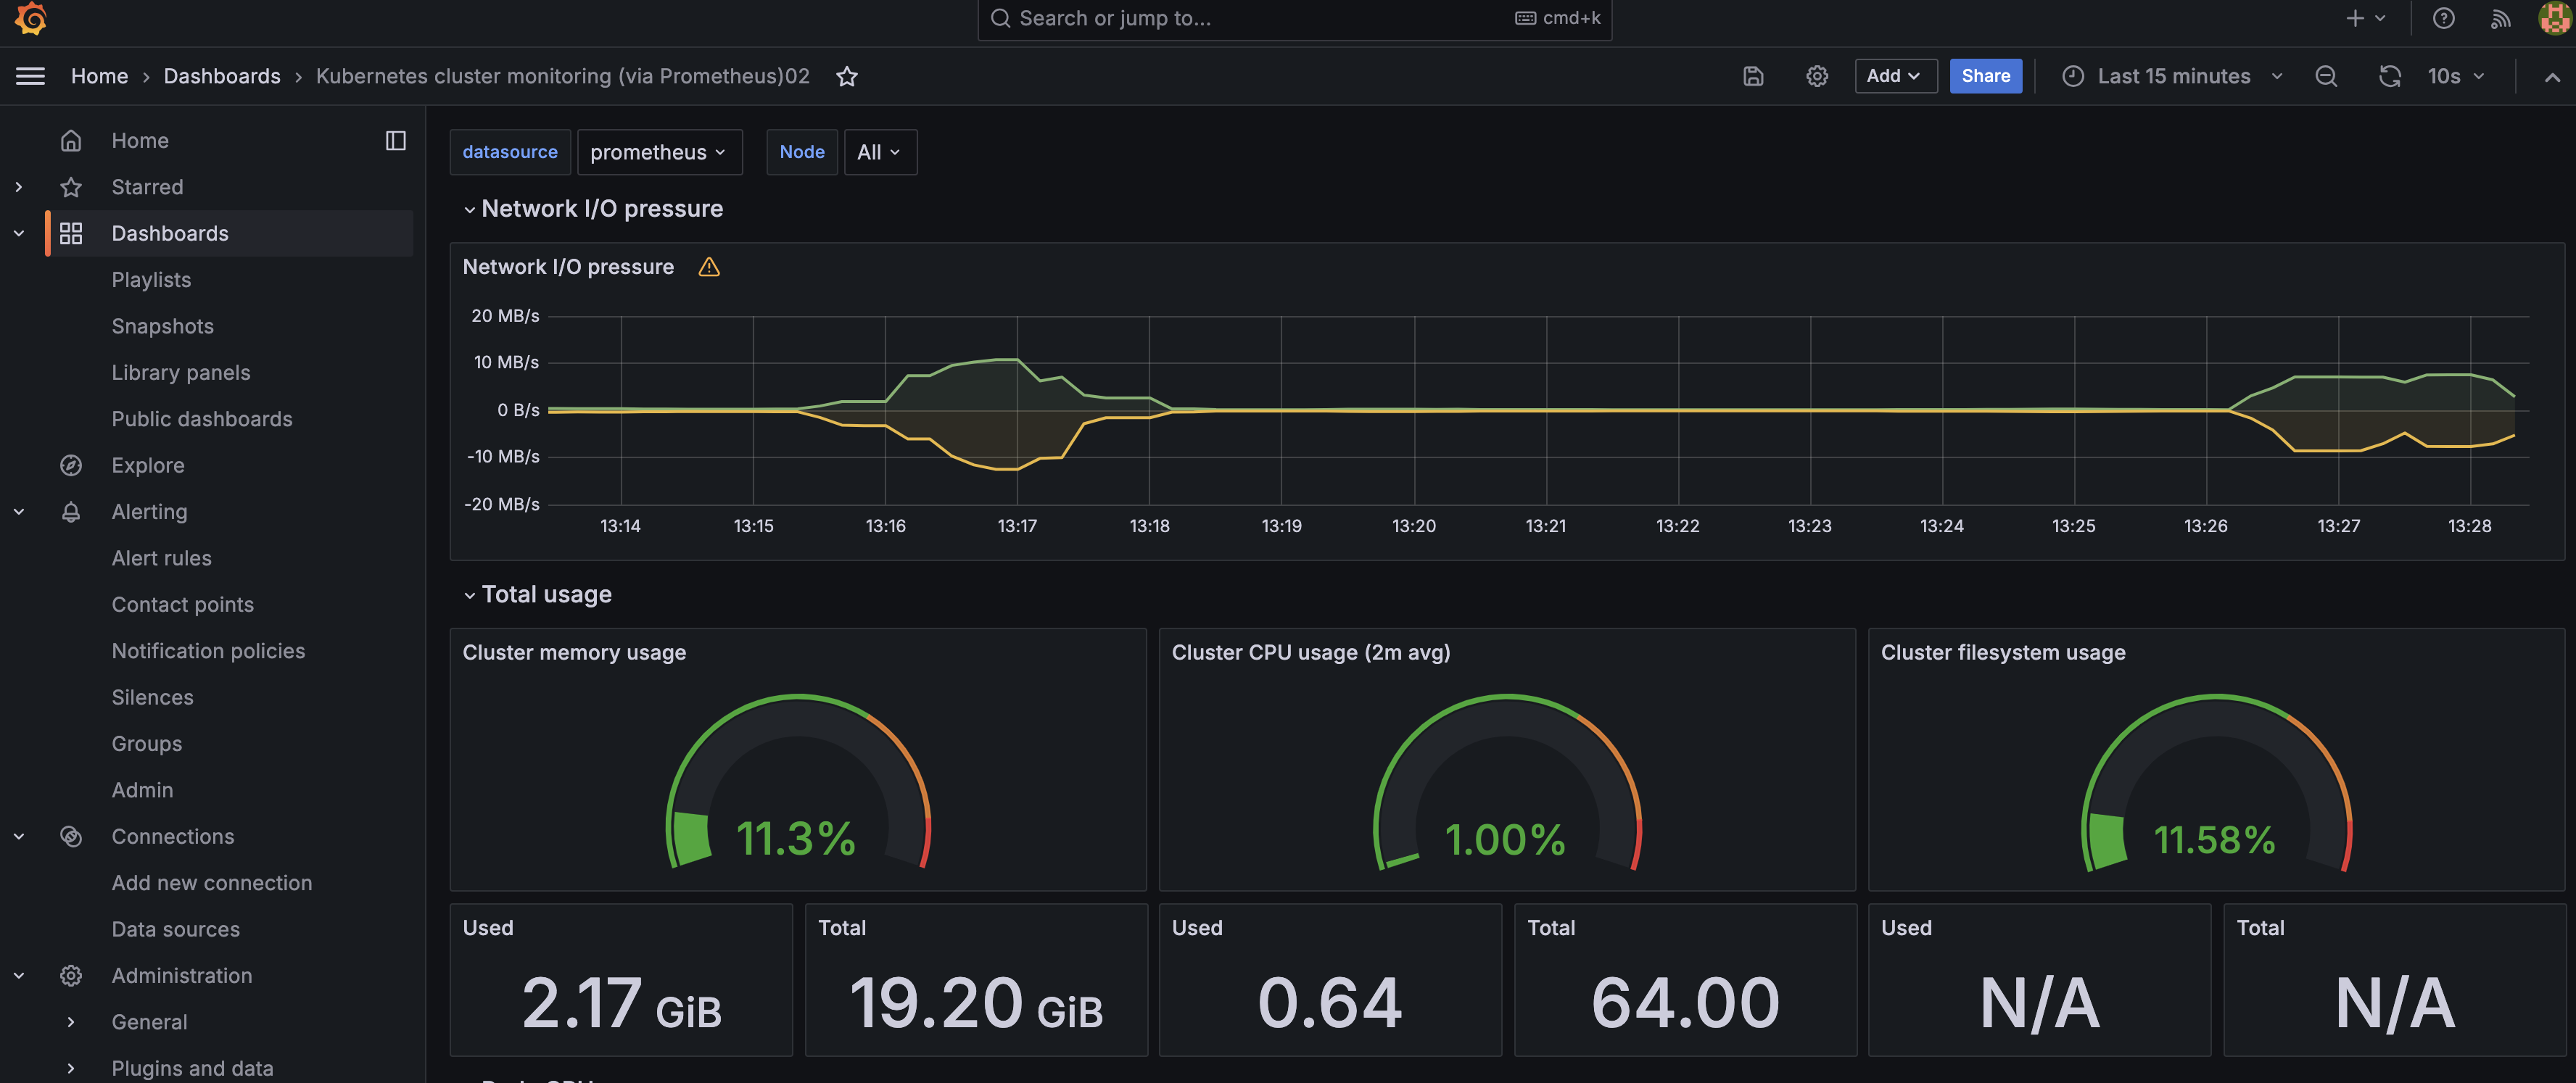 Search or jump to...
cmd+k
Home › Dashboards › Kubernetes cluster monitoring (via Prometheus)02
Add
Share
Last 15 minutes
10s
Home
Starred
Dashboards
Playlists
Snapshots
Library panels
Public dashboards
Explore
Alerting
Alert rules
Contact points
Notification policies
Silences
Groups
Admin
Connections
Add new connection
Data sources
Administration
General
Plugins and data
datasource
prometheus
Node
All
Network I/O pressure
Network I/O pressure
20 MB/s
10 MB/s
0 B/s
-10 MB/s
-20 MB/s
13:14 13:15 13:16 13:17 13:18 13:19 13:20 13:21 13:22 13:23 13:24 13:25 13:26 13:27 13:28
Total usage
Cluster memory usage
11.3%
Cluster CPU usage (2m avg)
1.00%
Cluster filesystem usage
11.58%
Used
2.17 GiB
Total
19.20 GiB
Used
0.64
Total
64.00
Used
N/A
Total
N/A